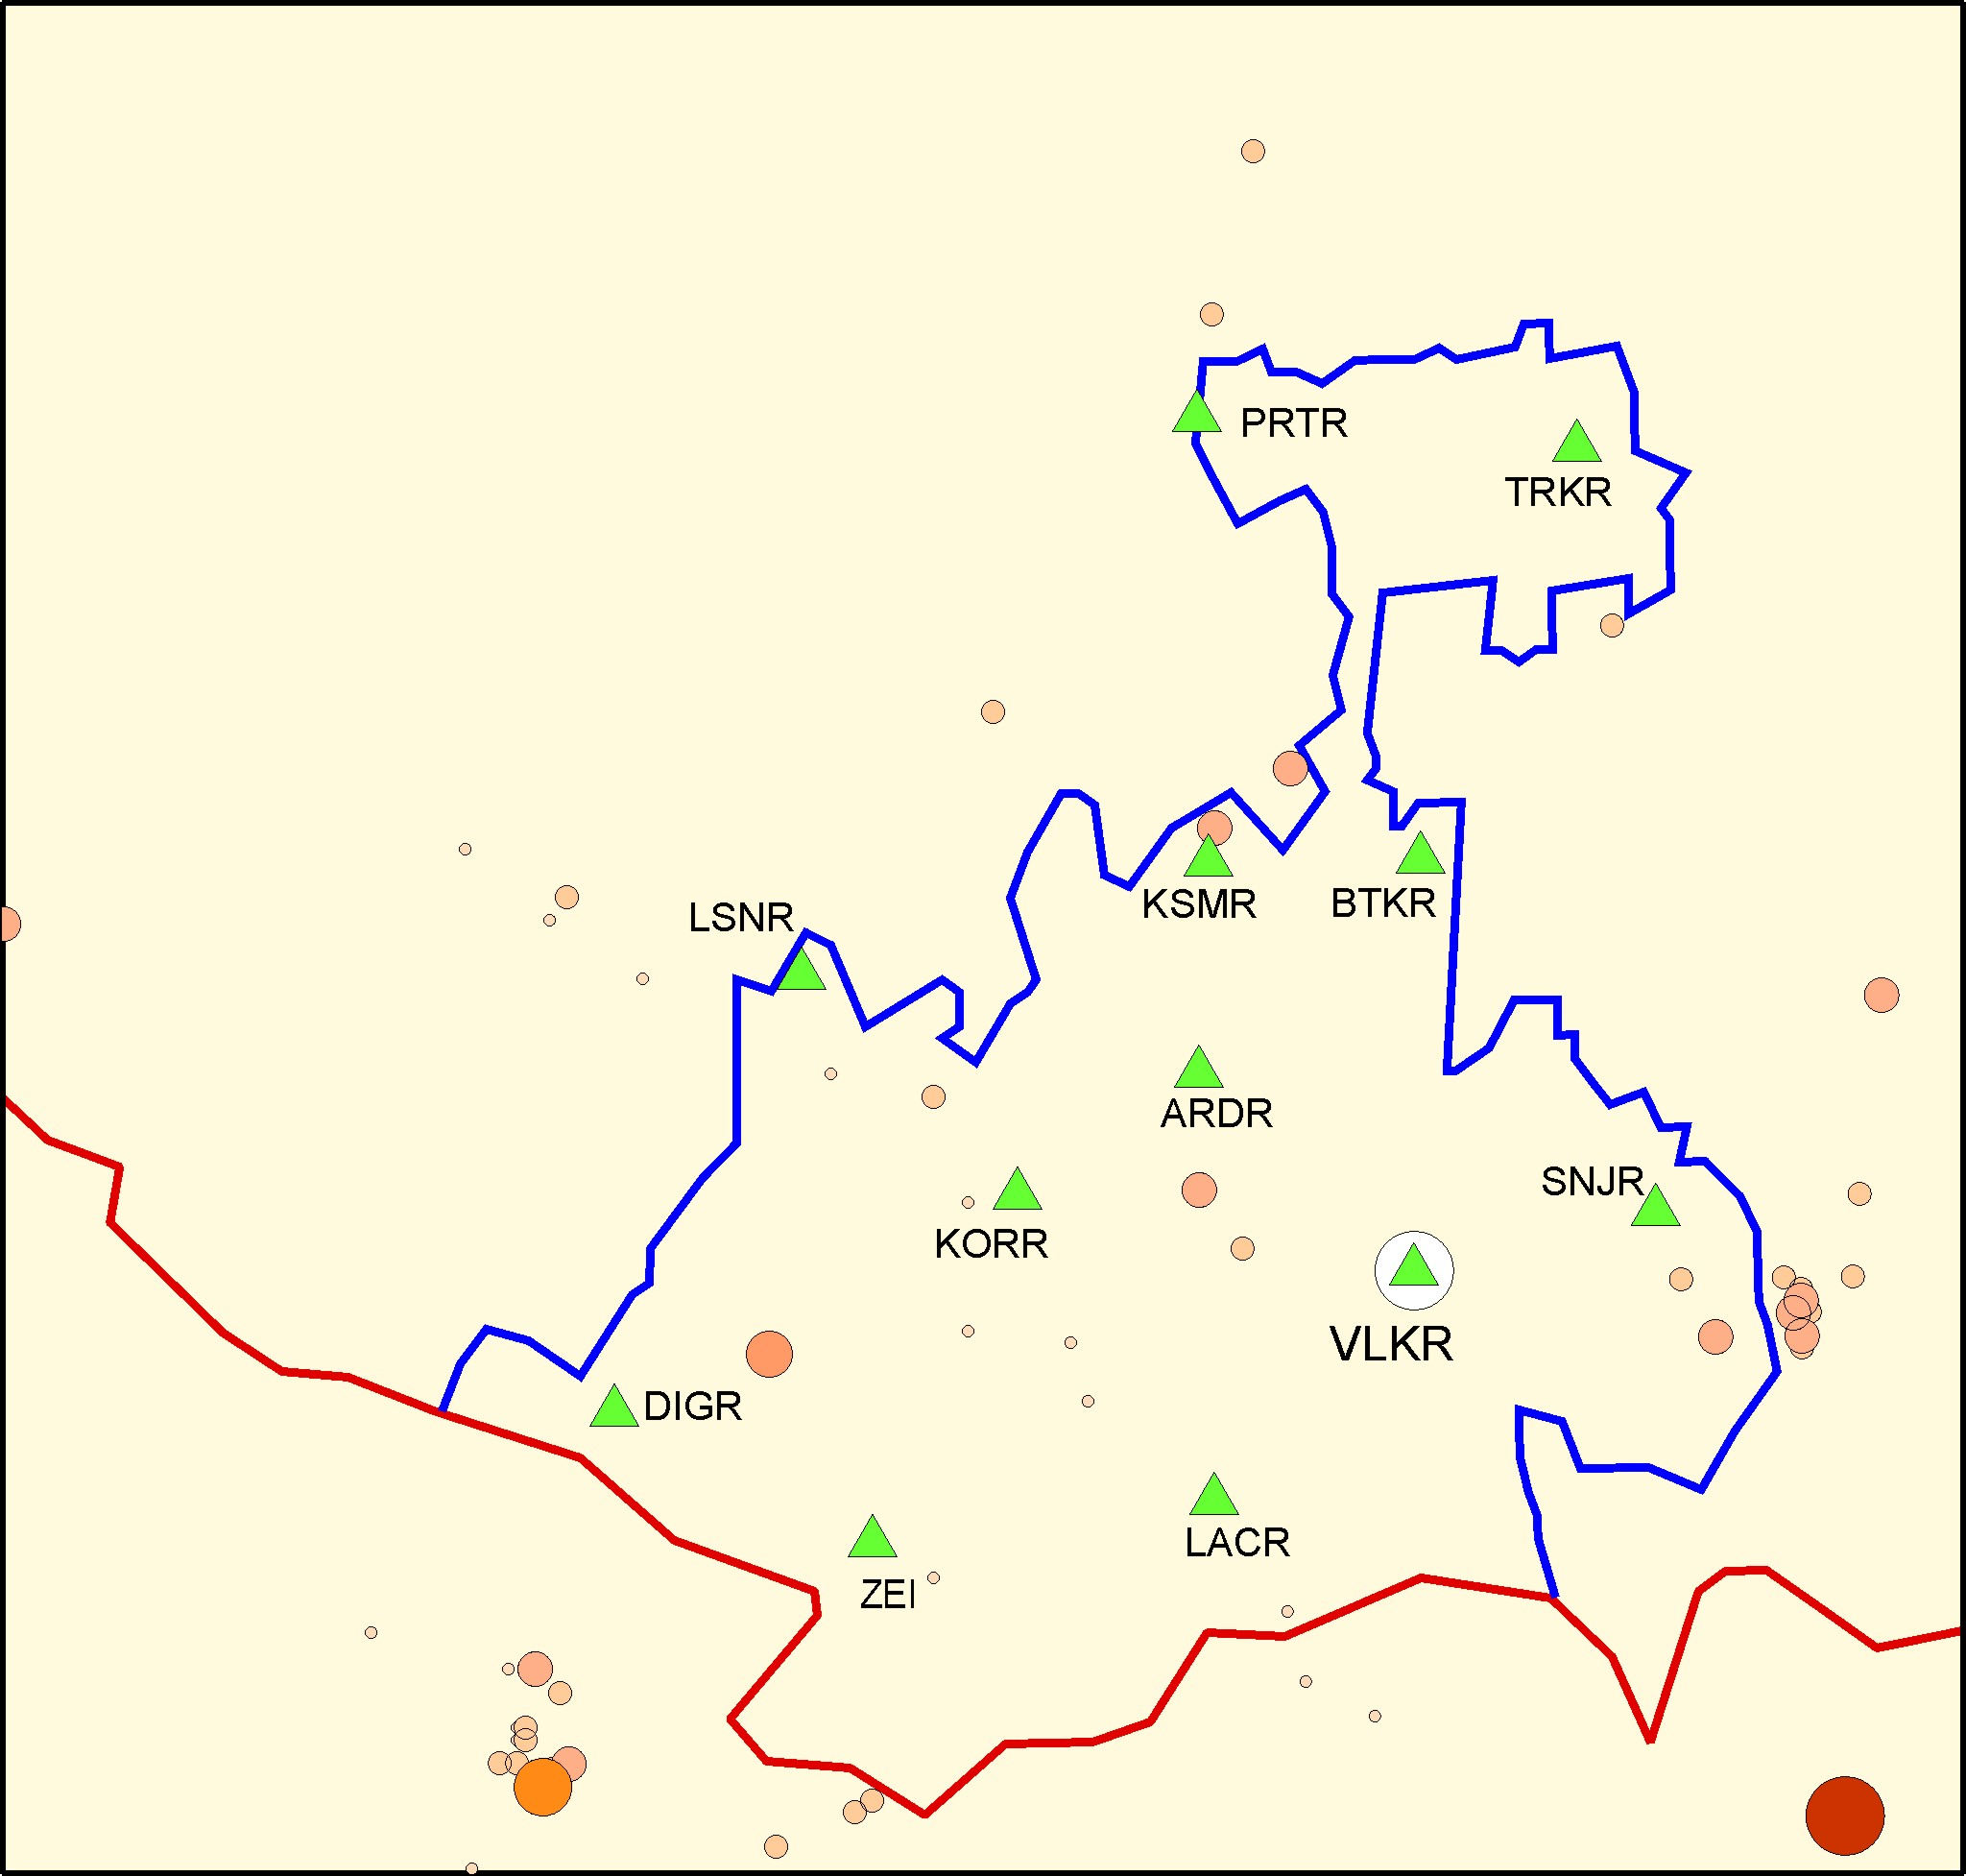 PRTR
TRKR
KSMR
BTKR
LSNR
ARDR
SNJR
KORR
VLKR
DIGR
LACR
ZEI